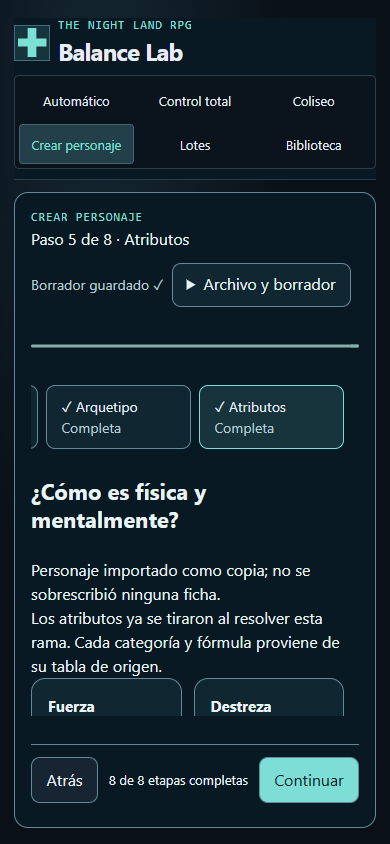 THE NIGHT LAND RPG
Balance Lab
Automático
Control total
Coliseo
Crear personaje
Lotes
Biblioteca
CREAR PERSONAJE
Paso 5 de 8 · Atributos
Borrador guardado ✓
▶ Archivo y borrador
✓ Arquetipo
Completa
✓ Atributos
Completa
¿Cómo es física y
mentalmente?
Personaje importado como copia; no se
sobrescribió ninguna ficha.
Los atributos ya se tiraron al resolver esta
rama. Cada categoría y fórmula proviene de
su tabla de origen.
Fuerza
Destreza
Atrás
8 de 8 etapas completas
Continuar